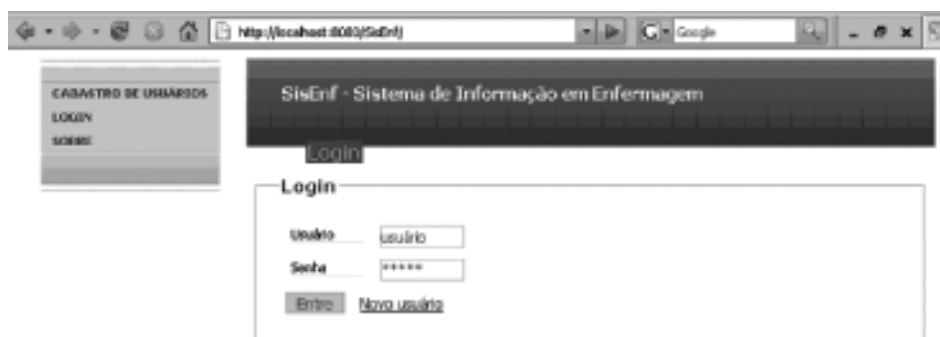 http://localhost:8080/SisEnf/
Google
CADASTRO DE USUÁRIOS
LOGIN
SOBRE
SisEnf - Sistema de Informação em Enfermagem
Login
Login
Usuário
usuário
Senha
*****
Entre
Novo usuário